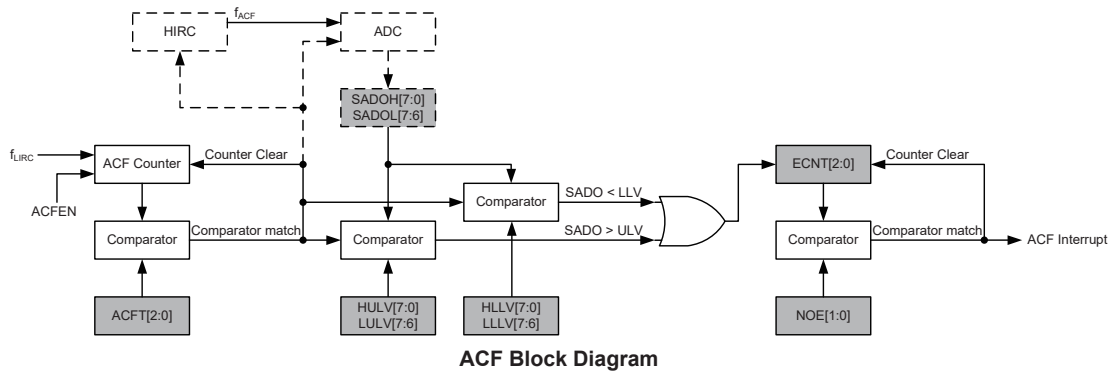 HIRC
fACF
ADC
SADOH[7:0]
SADOL[7:6]
fLIRC
ACFEN
ACF Counter
Counter Clear
Comparator
Comparator match
ACFT[2:0]
Comparator
HULV[7:0]
LULV[7:6]
Comparator
HLLV[7:0]
LLLV[7:6]
SADO < LLV
SADO > ULV
ECNT[2:0]
Counter Clear
Comparator
Comparator match
ACF Interrupt
NOE[1:0]
ACF Block Diagram